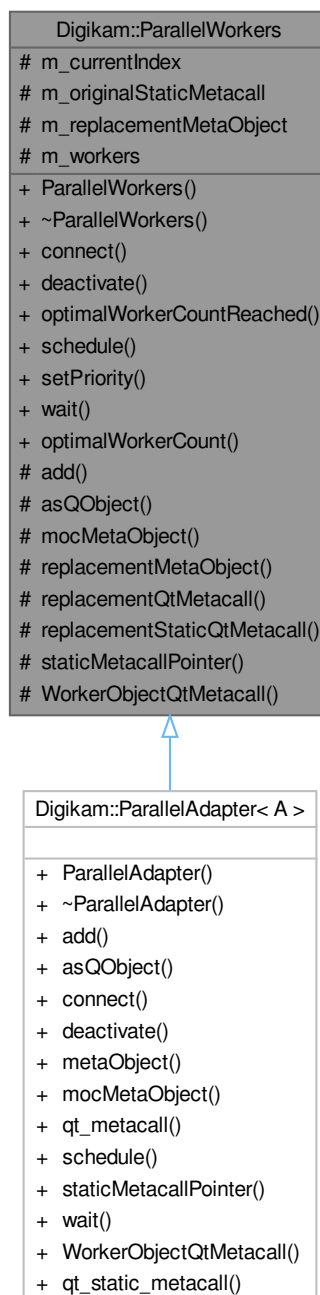 Digikam::ParallelWorkers
# m_currentIndex
# m_originalStaticMetacall
# m_replacementMetaObject
# m_workers
+ ParallelWorkers()
+ ~ParallelWorkers()
+ connect()
+ deactivate()
+ optimalWorkerCountReached()
+ schedule()
+ setPriority()
+ wait()
+ optimalWorkerCount()
# add()
# asQObject()
# mocMetaObject()
# replacementMetaObject()
# replacementQtMetacall()
# replacementStaticQtMetacall()
# staticMetacallPointer()
# WorkerObjectQtMetacall()
Digikam::ParallelAdapter< A >
+ ParallelAdapter()
+ ~ParallelAdapter()
+ add()
+ asQObject()
+ connect()
+ deactivate()
+ metaObject()
+ mocMetaObject()
+ qt_metacall()
+ schedule()
+ staticMetacallPointer()
+ wait()
+ WorkerObjectQtMetacall()
+ qt_static_metacall()